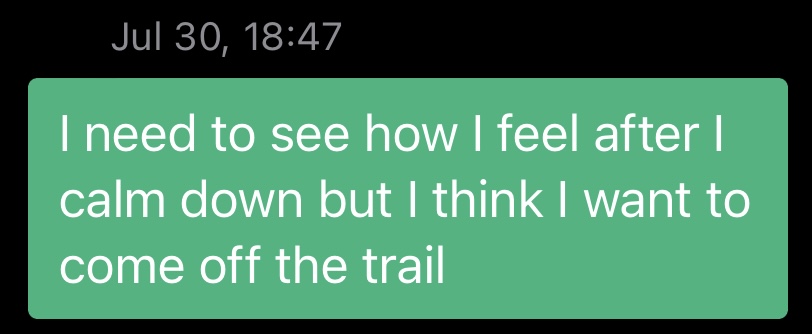 Jul 30, 18:47
I need to see how I feel after I
calm down but I think I want to
come off the trail